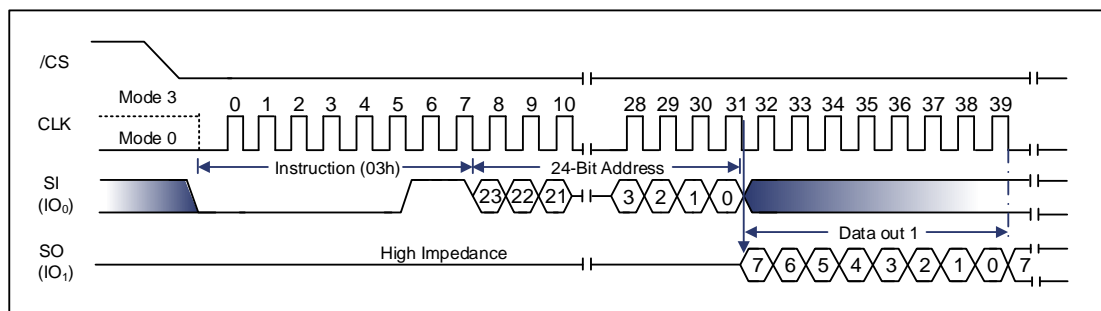 /CS
Mode 3
0 1 2 3 4 5 6 7 8 9 10 28 29 30 31 32 33 34 35 36 37 38 39
CLK
Mode 0
Instruction (03h) 24-Bit Address
SI
(IO₀)
23 22 21 3 2 1 0
Data out 1
SO
(IO₁)
High Impedance
7 6 5 4 3 2 1 0 7